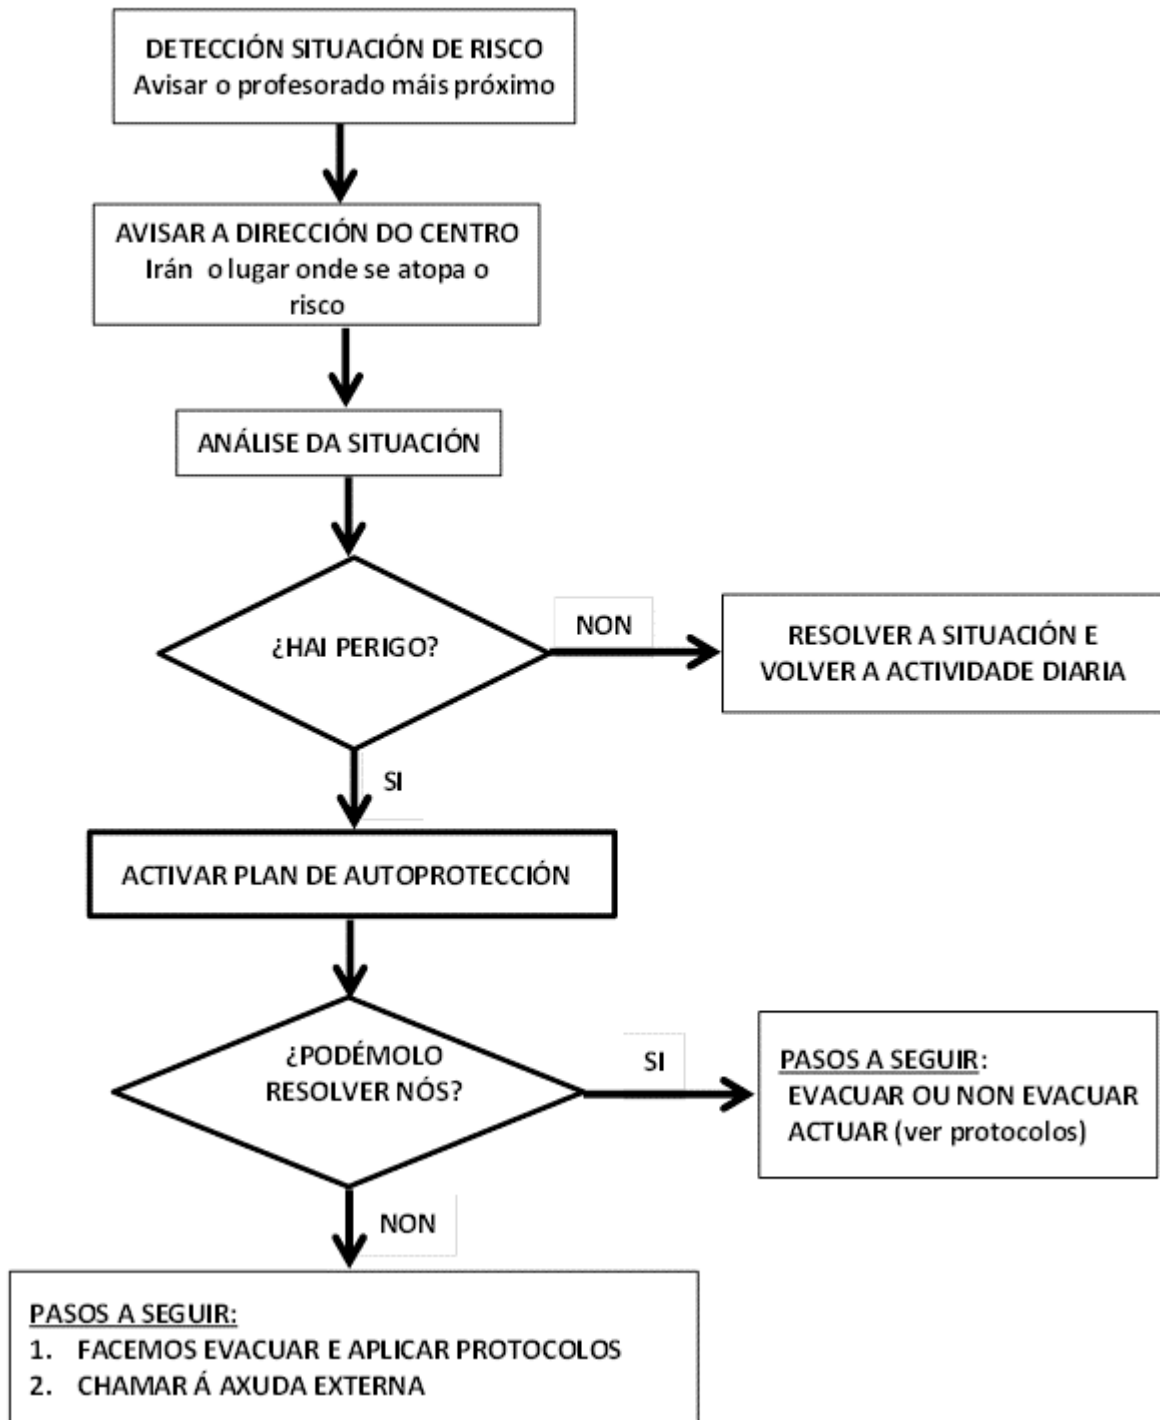 DETECCIÓN SITUACIÓN DE RISCO
Avisar o profesorado máis próximo
AVISAR A DIRECCIÓN DO CENTRO
Irán o lugar onde se atopa o
risco
ANÁLISE DA SITUACIÓN
¿HAI PERIGO?
NON
RESOLVER A SITUACIÓN E
VOLVER A ACTIVIDADE DIARIA
SI
ACTIVAR PLAN DE AUTOPROTECCIÓN
¿PODÉMOLO
RESOLVER NÓS?
SI
PASOS A SEGUIR:
EVACUAR OU NON EVACUAR
ACTUAR (ver protocolos)
NON
PASOS A SEGUIR:
1. FACEMOS EVACUAR E APLICAR PROTOCOLOS
2. CHAMAR Á AXUDA EXTERNA